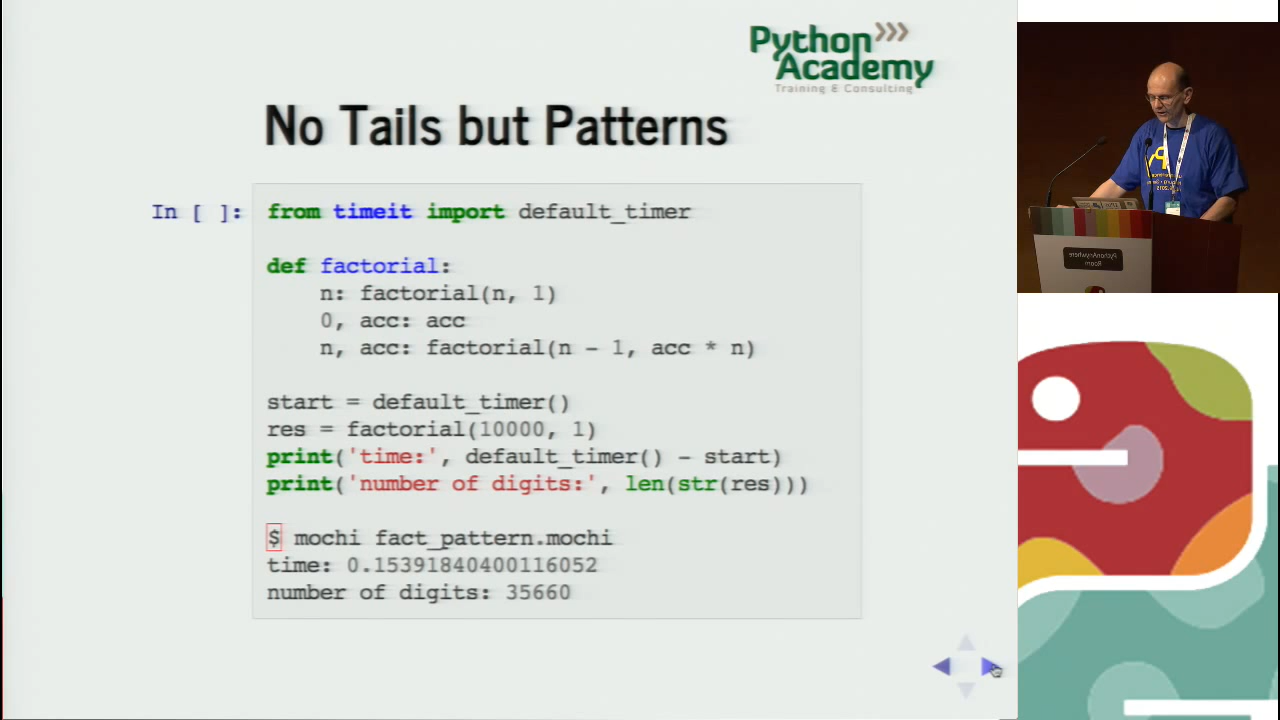 Python
Academy
Training & Consulting
No Tails but Patterns
In [ ]:
from timeit import default_timer
def factorial:
n: factorial(n, 1)
0, acc: acc
n, acc: factorial(n - 1, acc * n)
start = default_timer()
res = factorial(10000, 1)
print('time:', default_timer() - start)
print('number of digits:', len(str(res)))
$ mochi fact_pattern.mochi
time: 0.15391840400116052
number of digits: 35660
PythonAnywhere
Room